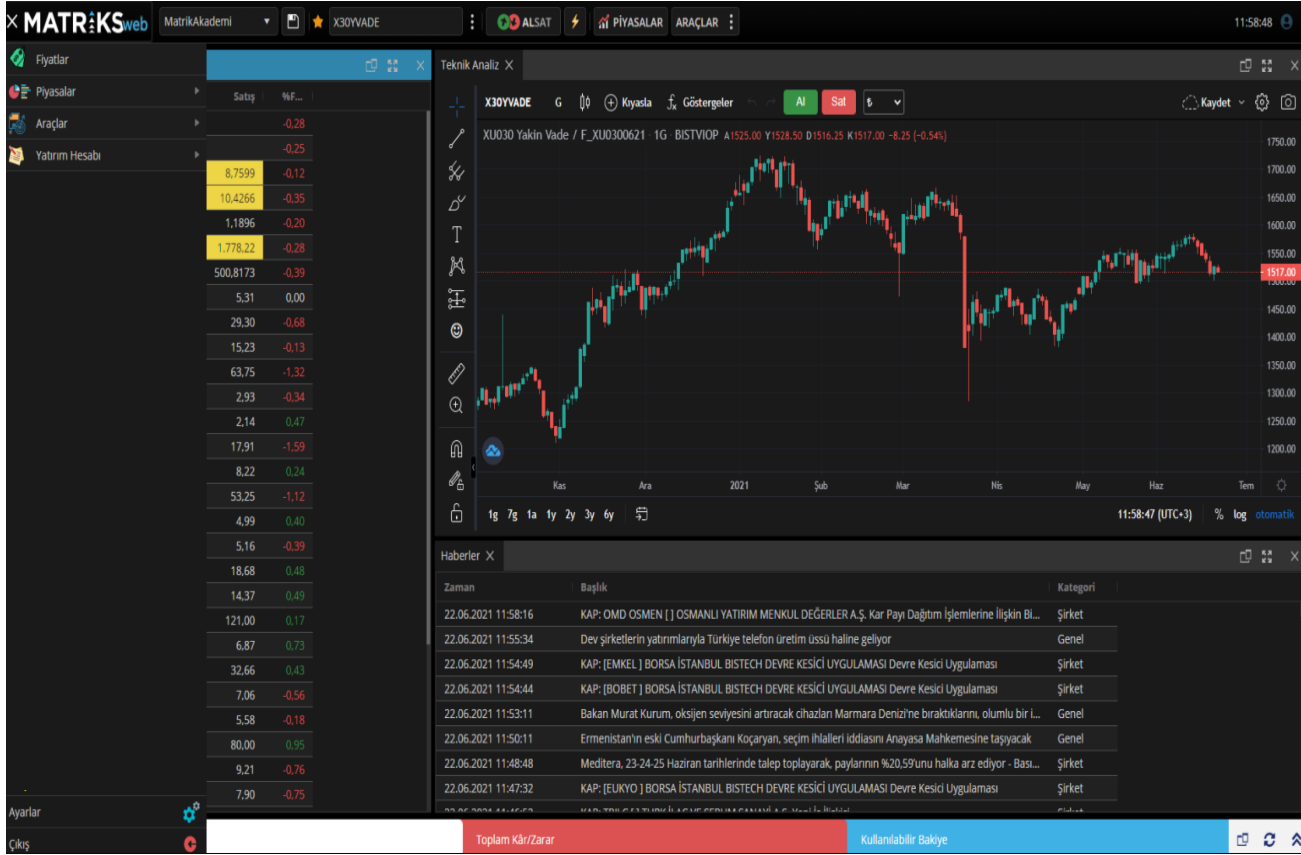 MATRİKSweb MatrikAkademi X30YVADE ALSAT PİYASALAR ARAÇLAR 11:58:48
Fiyatlar
Piyasalar
Araçlar
Yatırım Hesabı
Ayarlar
Çıkış
Satış %F...
-0,28
-0,25
8,7599 -0,12
10,4266 -0,35
1,1896 -0,20
1.778,22 -0,28
500,8173 -0,39
5,31 0,00
29,30 -0,68
15,23 -0,13
63,75 -1,32
2,93 -0,34
2,14 0,47
17,91 -1,59
8,22 0,24
53,25 -1,12
4,99 0,40
5,16 -0,39
18,68 0,48
14,37 0,49
121,00 0,17
6,87 0,73
32,66 0,43
7,06 -0,56
5,58 -0,18
80,00 0,95
9,21 -0,76
7,90 -0,75
Teknik Analiz
X30YVADE G Kıyasla Göstergeler Al Sat ₺ Kaydet
XU030 Yakin Vade / F_XU0300621 · 1G · BISTVIOP A1525.00 Y1528.50 D1516.25 K1517.00 −8.25 (−0.54%)
1750.00
1700.00
1650.00
1600.00
1550.00
1517.00
1500.00
1450.00
1400.00
1350.00
1300.00
1250.00
1200.00
Kas Ara 2021 Şub Mar Nis May Haz Tem
1g 7g 1a 1y 2y 3y 6y 11:58:47 (UTC+3) % log otomatik
Haberler
Zaman Başlık Kategori
22.06.2021 11:58:16 KAP: OMD OSMEN [ ] OSMANLI YATIRIM MENKUL DEĞERLER A.Ş. Kar Payı Dağıtım İşlemlerine İlişkin Bi... Şirket
22.06.2021 11:55:34 Dev şirketlerin yatırımlarıyla Türkiye telefon üretim üssü haline geliyor Genel
22.06.2021 11:54:49 KAP: [EMKEL ] BORSA İSTANBUL BISTECH DEVRE KESİCİ UYGULAMASI Devre Kesici Uygulaması Şirket
22.06.2021 11:54:44 KAP: [BOBET ] BORSA İSTANBUL BISTECH DEVRE KESİCİ UYGULAMASI Devre Kesici Uygulaması Şirket
22.06.2021 11:53:11 Bakan Murat Kurum, oksijen seviyesini artıracak cihazları Marmara Denizi'ne bıraktıklarını, olumlu bir i... Genel
22.06.2021 11:50:11 Ermenistan'ın eski Cumhurbaşkanı Koçaryan, seçim ihlalleri iddiasını Anayasa Mahkemesine taşıyacak Genel
22.06.2021 11:48:48 Meditera, 23-24-25 Haziran tarihlerinde talep toplayarak, paylarının %20,59'unu halka arz ediyor - Bası... Şirket
22.06.2021 11:47:32 KAP: [EUKYO ] BORSA İSTANBUL BISTECH DEVRE KESİCİ UYGULAMASI Devre Kesici Uygulaması Şirket
Toplam Kâr/Zarar Kullanılabilir Bakiye